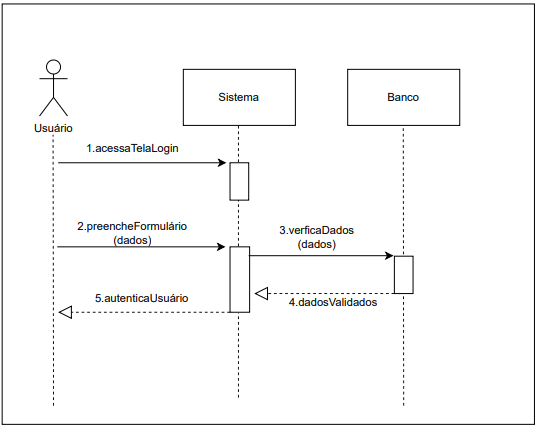 Usuário
Sistema
Banco
1.acessaTelaLogin
2.preencheFormulário
(dados)
3.verficaDados
(dados)
4.dadosValidados
5.autenticaUsuário